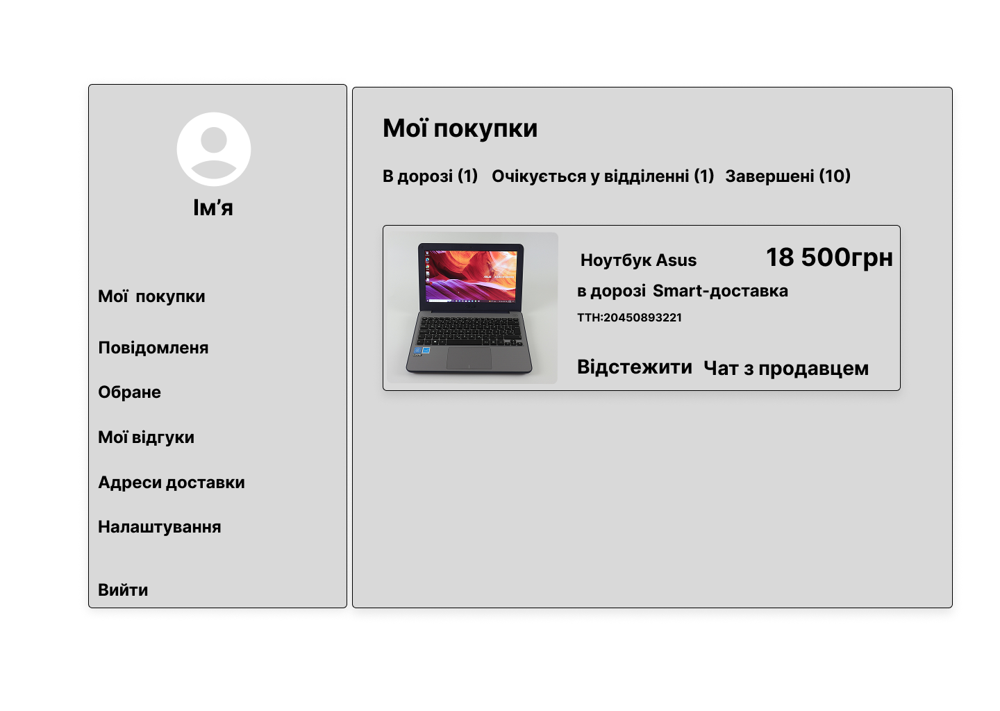 Ім’я
Мої покупки
Повідомленя
Обране
Мої відгуки
Адреси доставки
Налаштування
Вийти
Мої покупки
В дорозі (1) Очікується у відділенні (1) Завершені (10)
Ноутбук Asus 18 500грн
в дорозі Smart-доставка
ТТН:20450893221
Відстежити Чат з продавцем